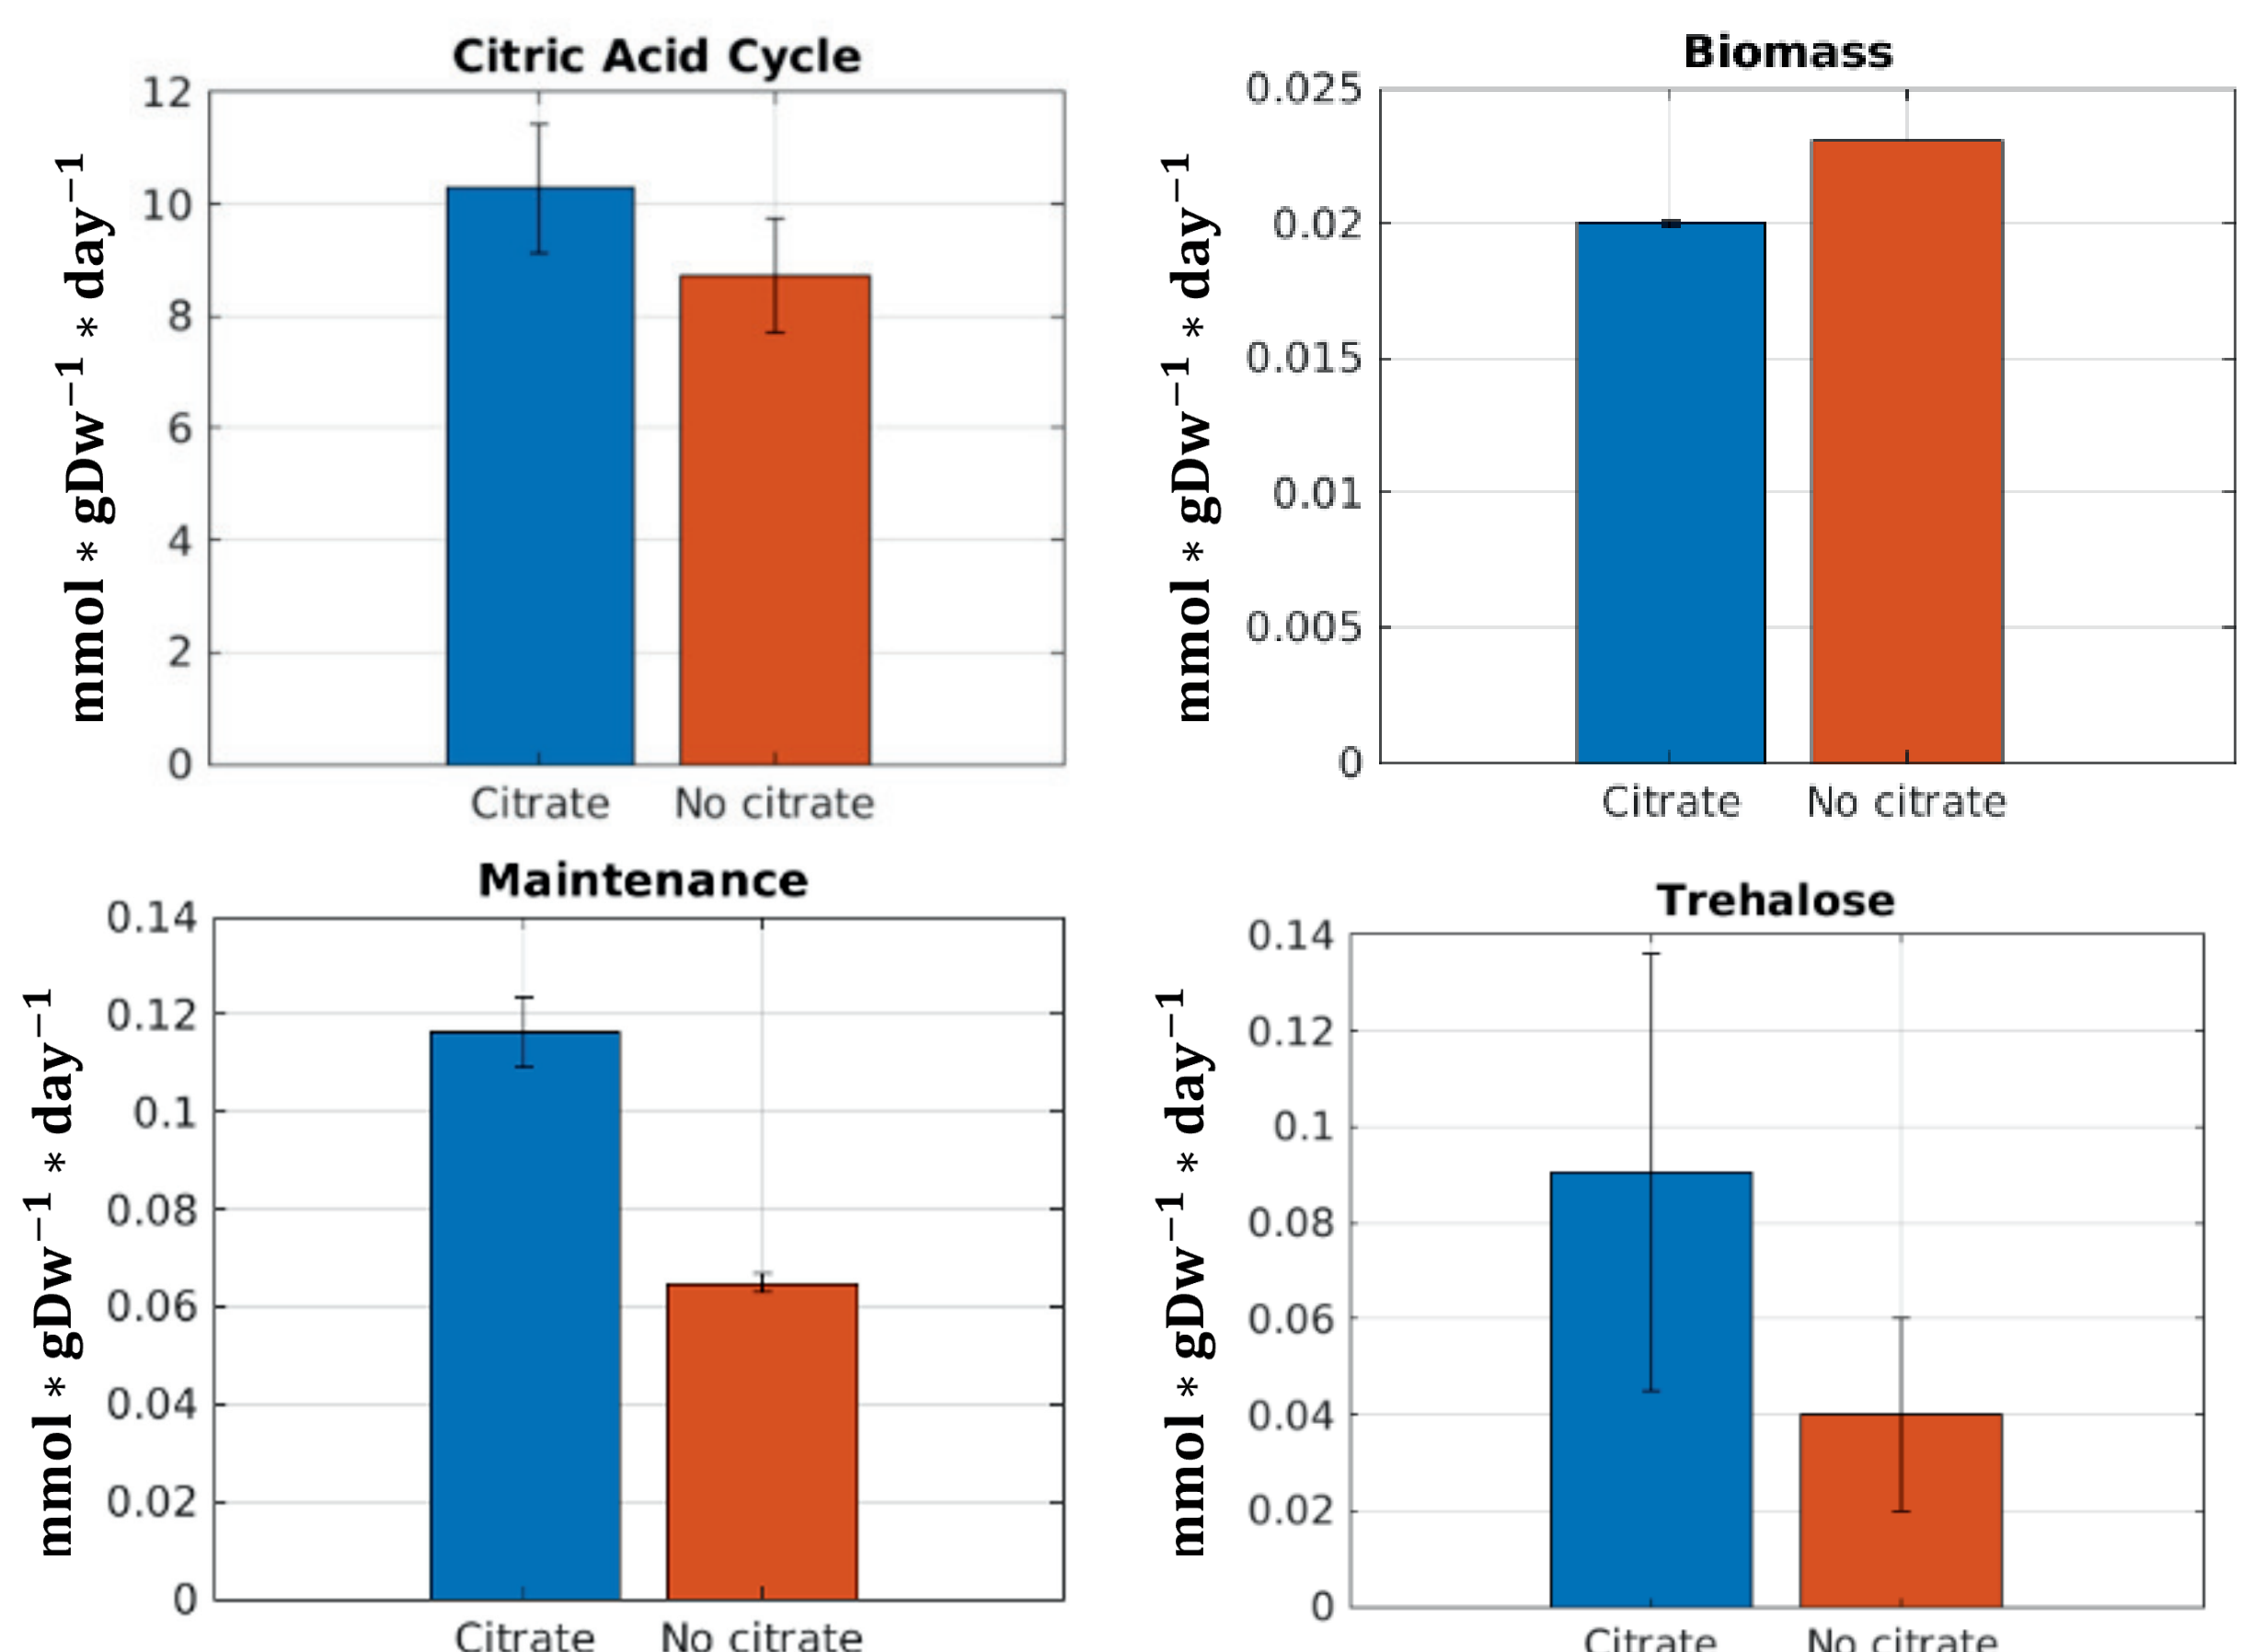 Citric Acid Cycle
12
10
8
6
4
2
0
mmol ∗ gDw⁻¹ ∗ day⁻¹
Citrate No citrate
Biomass
0.025
0.02
0.015
0.01
0.005
0
mmol ∗ gDw⁻¹ ∗ day⁻¹
Citrate No citrate
Maintenance
0.14
0.12
0.1
0.08
0.06
0.04
0.02
0
mmol ∗ gDw⁻¹ ∗ day⁻¹
Citrate No citrate
Trehalose
0.14
0.12
0.1
0.08
0.06
0.04
0.02
0
mmol ∗ gDw⁻¹ ∗ day⁻¹
Citrate No citrate